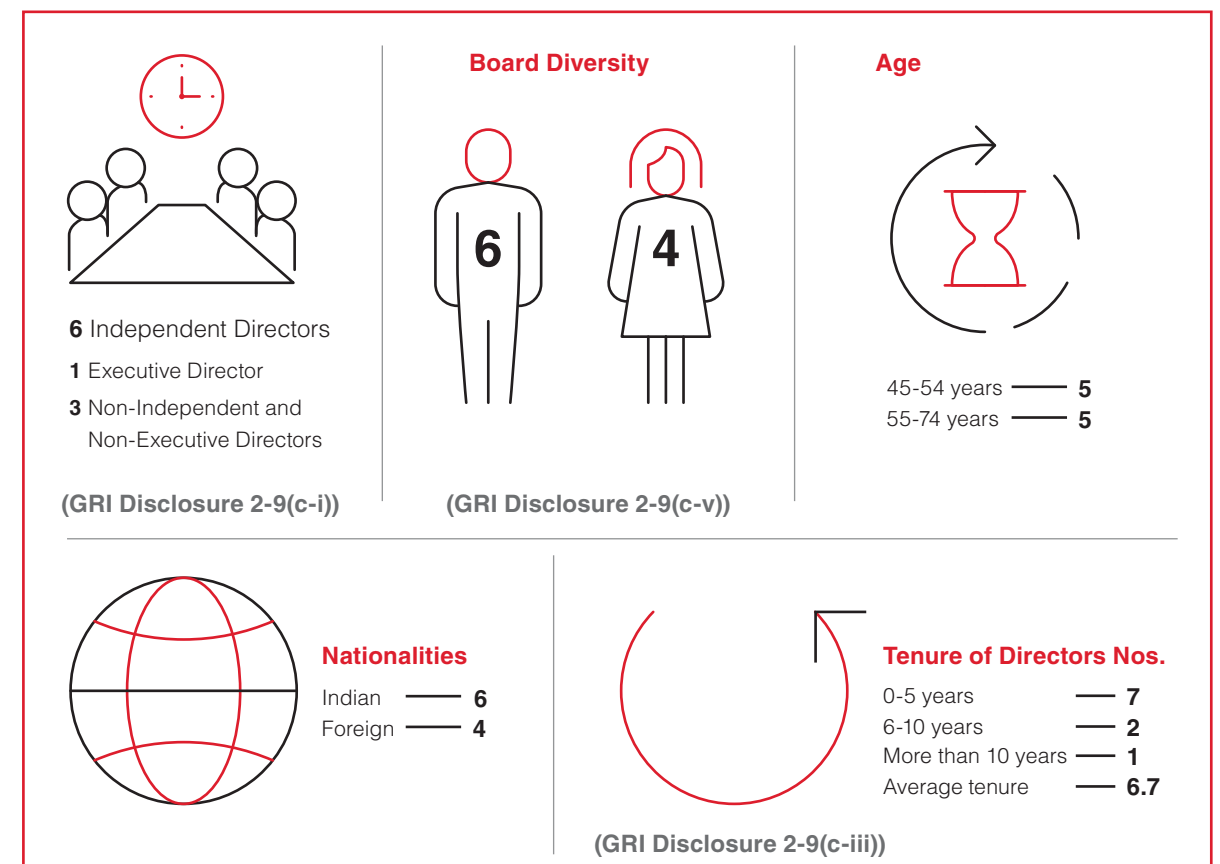 6 Independent Directors
1 Executive Director
3 Non-Independent and
Non-Executive Directors
(GRI Disclosure 2-9(c-i))
Board Diversity
6
4
(GRI Disclosure 2-9(c-v))
Age
45-54 years 5
55-74 years 5
Nationalities
Indian 6
Foreign 4
Tenure of Directors Nos.
0-5 years 7
6-10 years 2
More than 10 years 1
Average tenure 6.7
(GRI Disclosure 2-9(c-iii))